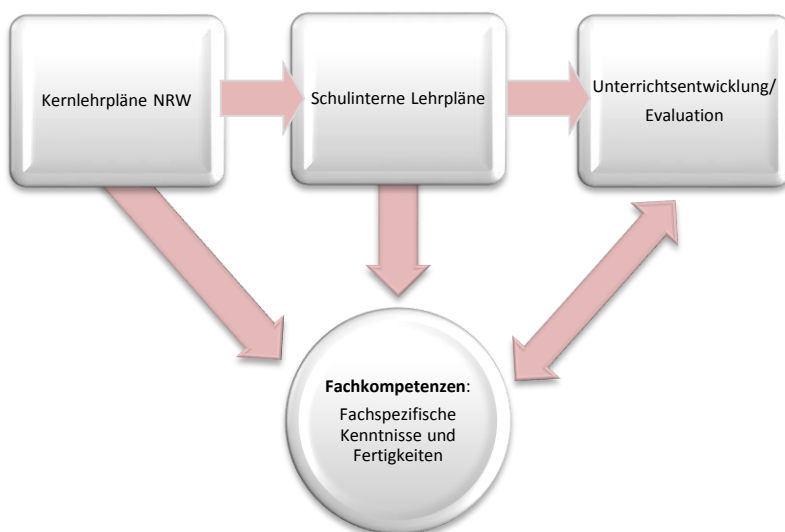 Kernlehrpläne NRW
Schulinterne Lehrpläne
Unterrichtsentwicklung/
Evaluation
Fachkompetenzen:
Fachspezifische
Kenntnisse und
Fertigkeiten